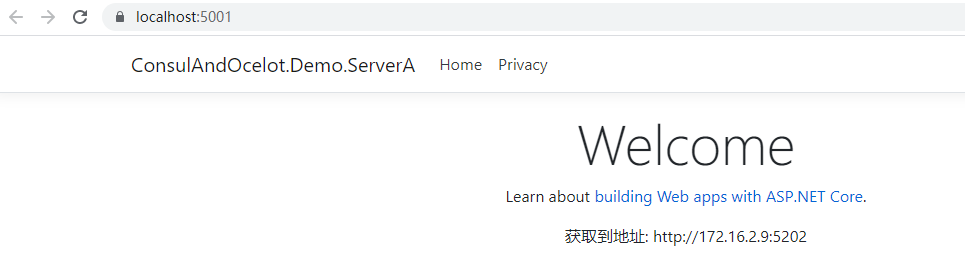 localhost:5001
ConsulAndOcelot.Demo.ServerA Home Privacy
Welcome
Learn about building Web apps with ASP.NET Core.
获取到地址: http://172.16.2.9:5202